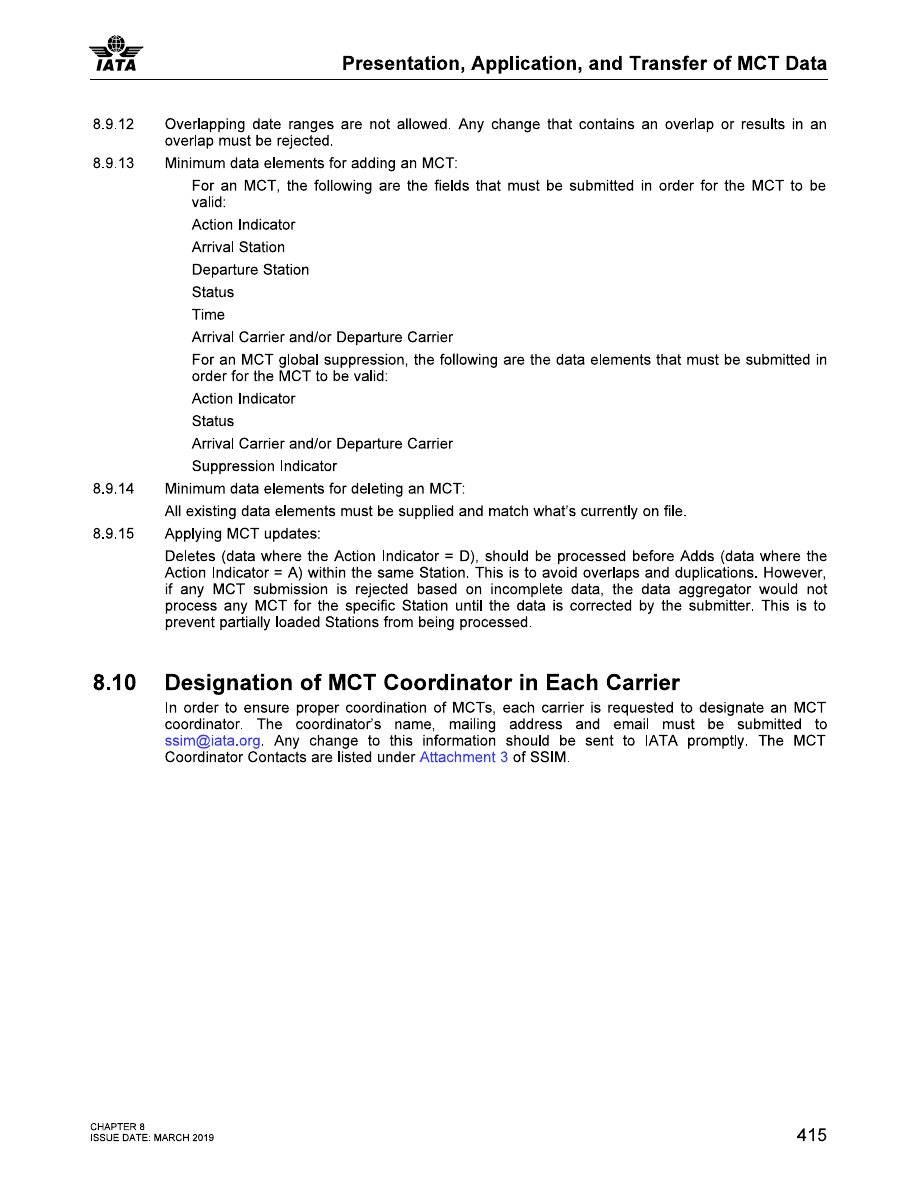 IATA
Presentation, Application, and Transfer of MCT Data
8.9.12 Overlapping date ranges are not allowed. Any change that contains an overlap or results in an
overlap must be rejected.
8.9.13 Minimum data elements for adding an MCT:
For an MCT, the following are the fields that must be submitted in order for the MCT to be
valid:
Action Indicator
Arrival Station
Departure Station
Status
Time
Arrival Carrier and/or Departure Carrier
For an MCT global suppression, the following are the data elements that must be submitted in
order for the MCT to be valid:
Action Indicator
Status
Arrival Carrier and/or Departure Carrier
Suppression Indicator
8.9.14 Minimum data elements for deleting an MCT:
All existing data elements must be supplied and match what's currently on file.
8.9.15 Applying MCT updates:
Deletes (data where the Action Indicator = D), should be processed before Adds (data where the
Action Indicator = A) within the same Station. This is to avoid overlaps and duplications. However,
if any MCT submission is rejected based on incomplete data, the data aggregator would not
process any MCT for the specific Station until the data is corrected by the submitter. This is to
prevent partially loaded Stations from being processed.
8.10 Designation of MCT Coordinator in Each Carrier
In order to ensure proper coordination of MCTs, each carrier is requested to designate an MCT
coordinator. The coordinator's name, mailing address and email must be submitted to
ssim@iata.org. Any change to this information should be sent to IATA promptly. The MCT
Coordinator Contacts are listed under Attachment 3 of SSIM.
CHAPTER 8
ISSUE DATE: MARCH 2019
415